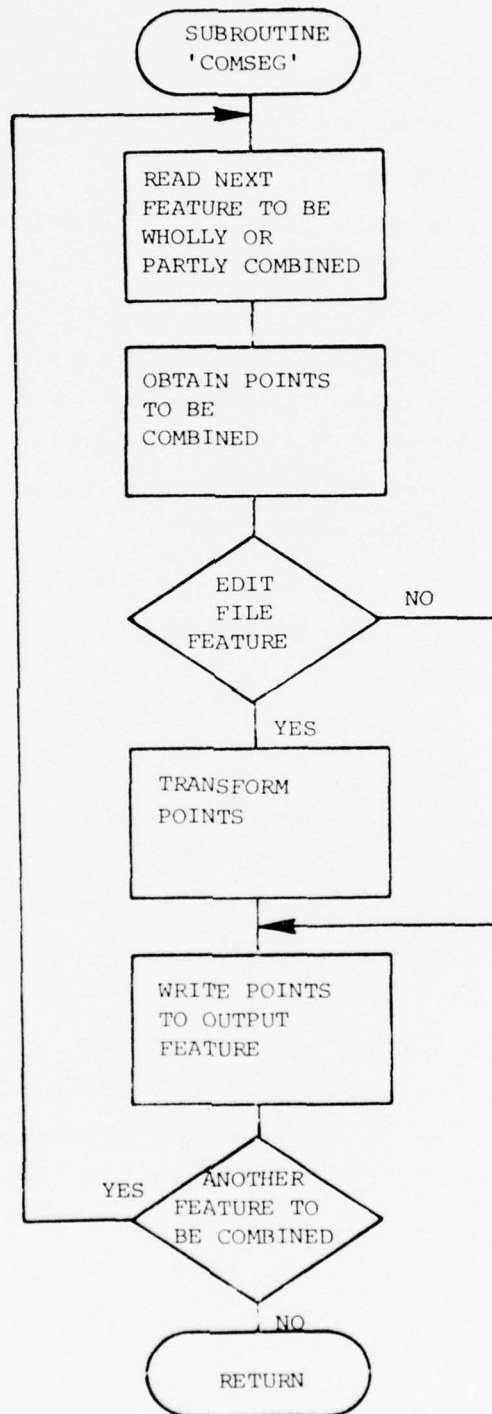 SUBROUTINE
'COMSEG'
READ NEXT
FEATURE TO BE
WHOLLY OR
PARTLY COMBINED
OBTAIN POINTS
TO BE
COMBINED
EDIT
FILE
FEATURE
NO
YES
TRANSFORM
POINTS
WRITE POINTS
TO OUTPUT
FEATURE
YES
ANOTHER
FEATURE TO
BE COMBINED
NO
RETURN